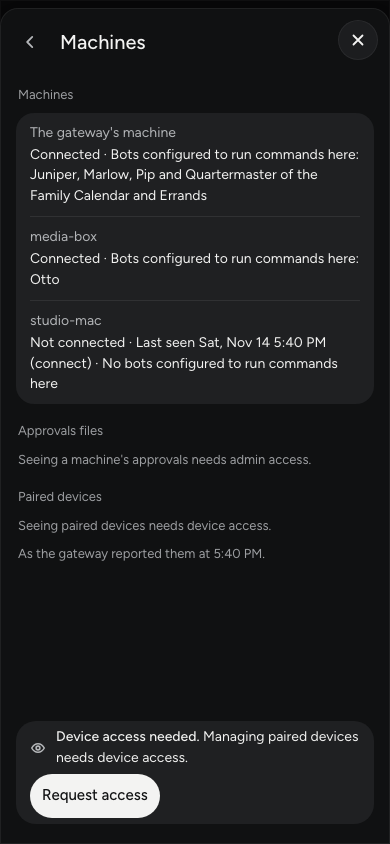 Machines
Machines
The gateway's machine
Connected · Bots configured to run commands here:
Juniper, Marlow, Pip and Quartermaster of the
Family Calendar and Errands
media-box
Connected · Bots configured to run commands here:
Otto
studio-mac
Not connected · Last seen Sat, Nov 14 5:40 PM
(connect) · No bots configured to run commands
here
Approvals files
Seeing a machine's approvals needs admin access.
Paired devices
Seeing paired devices needs device access.
As the gateway reported them at 5:40 PM.
Device access needed. Managing paired devices
needs device access.
Request access